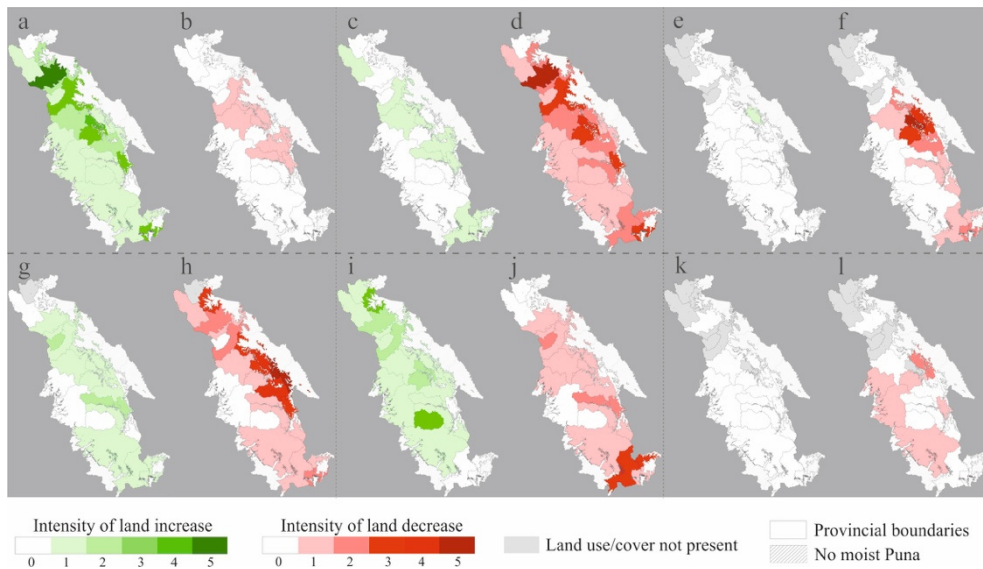 a b c d e f
g h i j k l
Intensity of land increase
0 1 2 3 4 5
Intensity of land decrease
0 1 2 3 4 5
Land use/cover not present
Provincial boundaries
No moist Puna